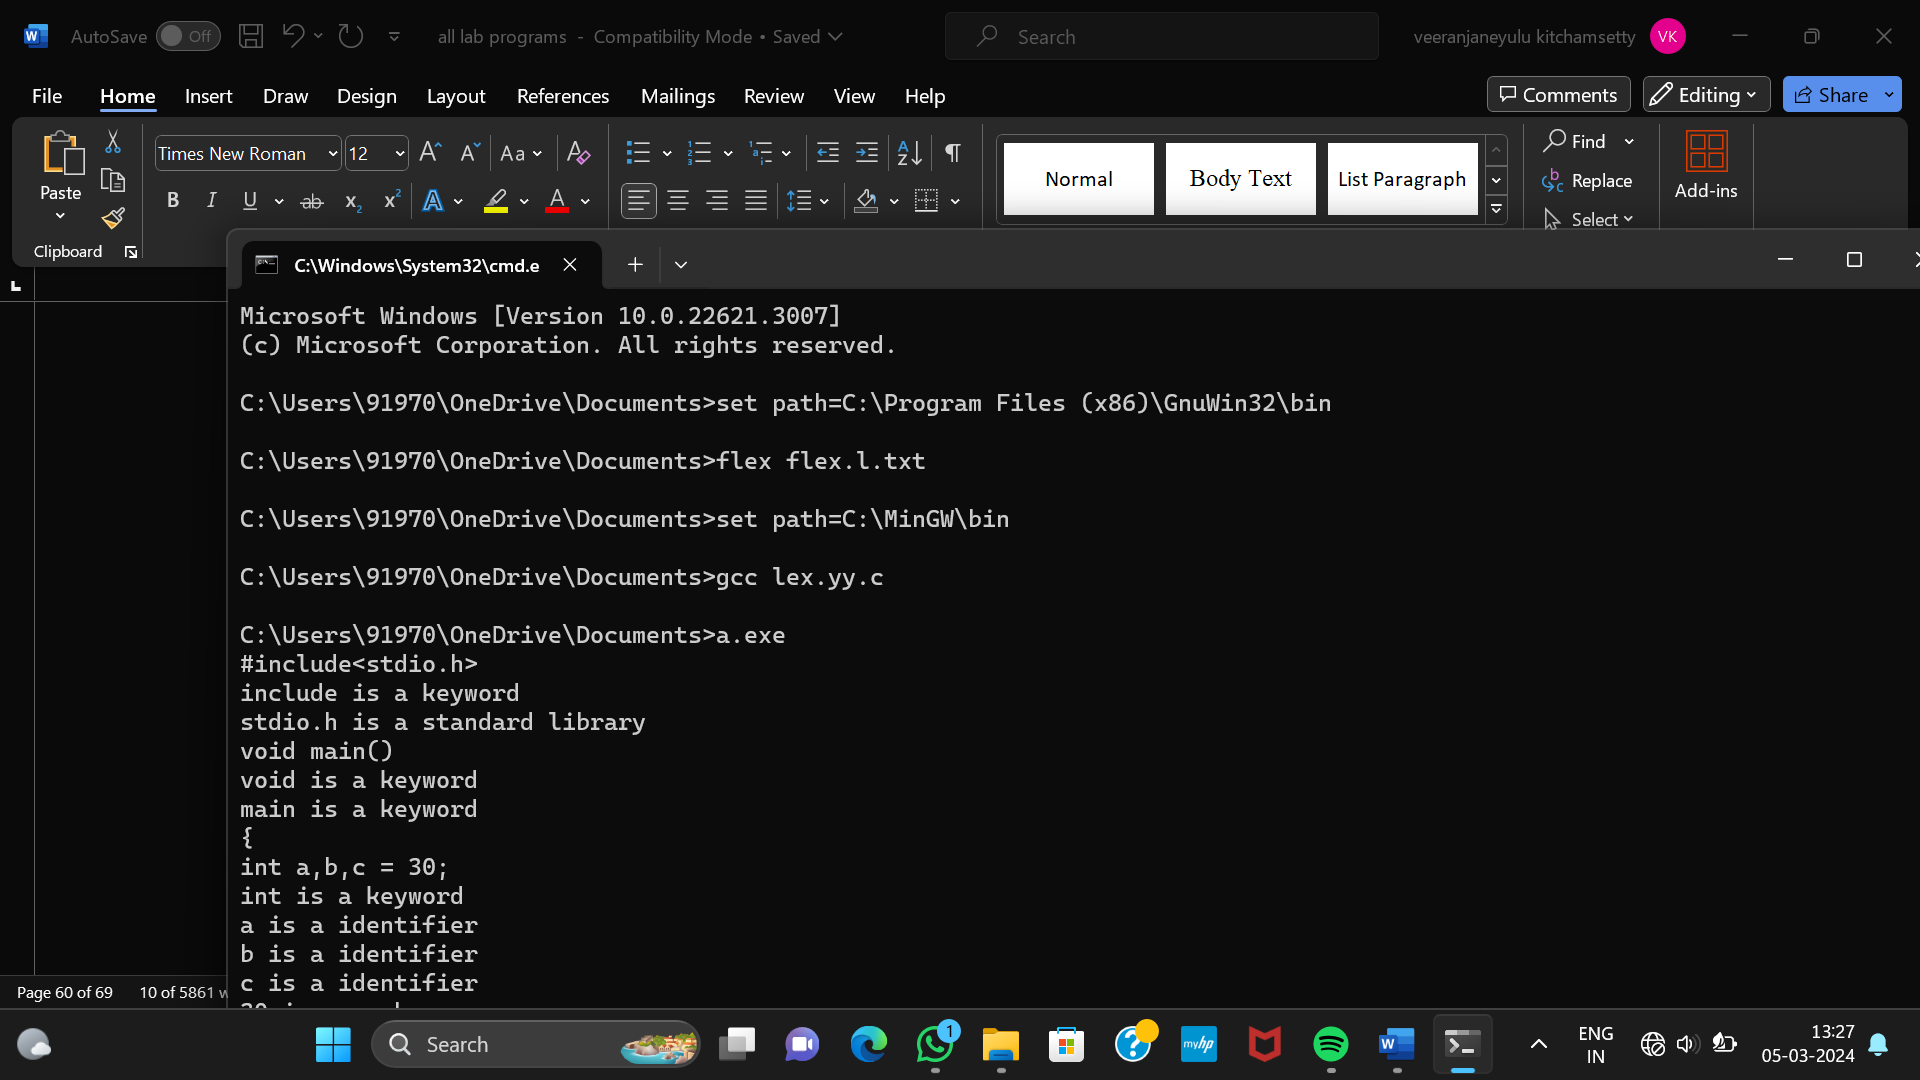 AutoSave Off all lab programs - Compatibility Mode • Saved Search veeranjaneyulu kitchamsetty VK
File Home Insert Draw Design Layout References Mailings Review View Help Comments Editing Share
Paste
Clipboard
Times New Roman 12 Aa
B I U ab x2 x2 A A
Normal Body Text List Paragraph
Find
Replace
Select
Add-ins
C:\Windows\System32\cmd.e
Microsoft Windows [Version 10.0.22621.3007]
(c) Microsoft Corporation. All rights reserved.
C:\Users\91970\OneDrive\Documents>set path=C:\Program Files (x86)\GnuWin32\bin
C:\Users\91970\OneDrive\Documents>flex flex.l.txt
C:\Users\91970\OneDrive\Documents>set path=C:\MinGW\bin
C:\Users\91970\OneDrive\Documents>gcc lex.yy.c
C:\Users\91970\OneDrive\Documents>a.exe
#include<stdio.h>
include is a keyword
stdio.h is a standard library
void main()
void is a keyword
main is a keyword
{
int a,b,c = 30;
int is a keyword
a is a identifier
b is a identifier
c is a identifier
Page 60 of 69 10 of 5861
Search 1 myhp ENG 13:27
IN 05-03-2024